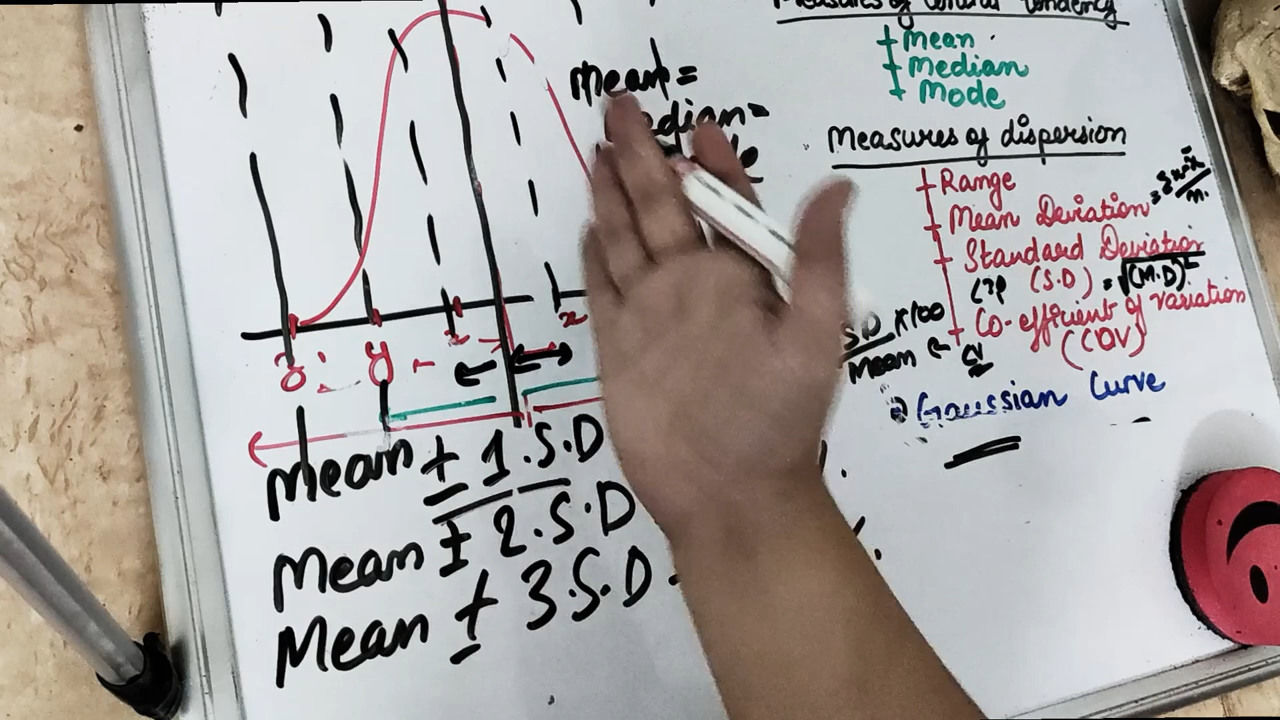 Measures of Central Tendency
Mean
Median
Mode
Measures of dispersion
Range
Mean Deviation
Standard Deviation
(S.D) = √(M.D)²
Co-efficient of variation
(COV)
SD x 100
Mean
Gaussian Curve
Mean =
edian=
z y x x
Mean ± 1.S.D
Mean ± 2.S.D
Mean ± 3.S.D